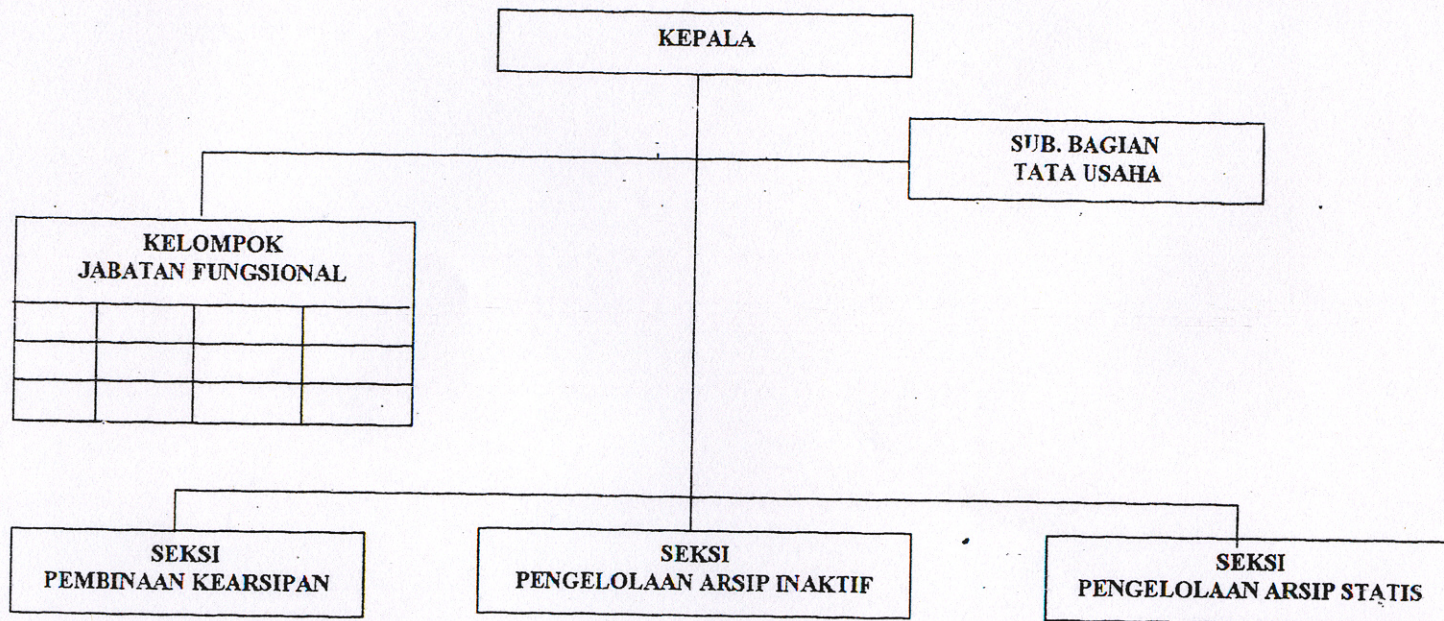 KEPALA
SUB. BAGIAN
TATA USAHA
KELOMPOK
JABATAN FUNGSIONAL
SEKSI
PEMBINAAN KEARSIPAN
SEKSI
PENGELOLAAN ARSIP INAKTIF
SEKSI
PENGELOLAAN ARSIP STATIS